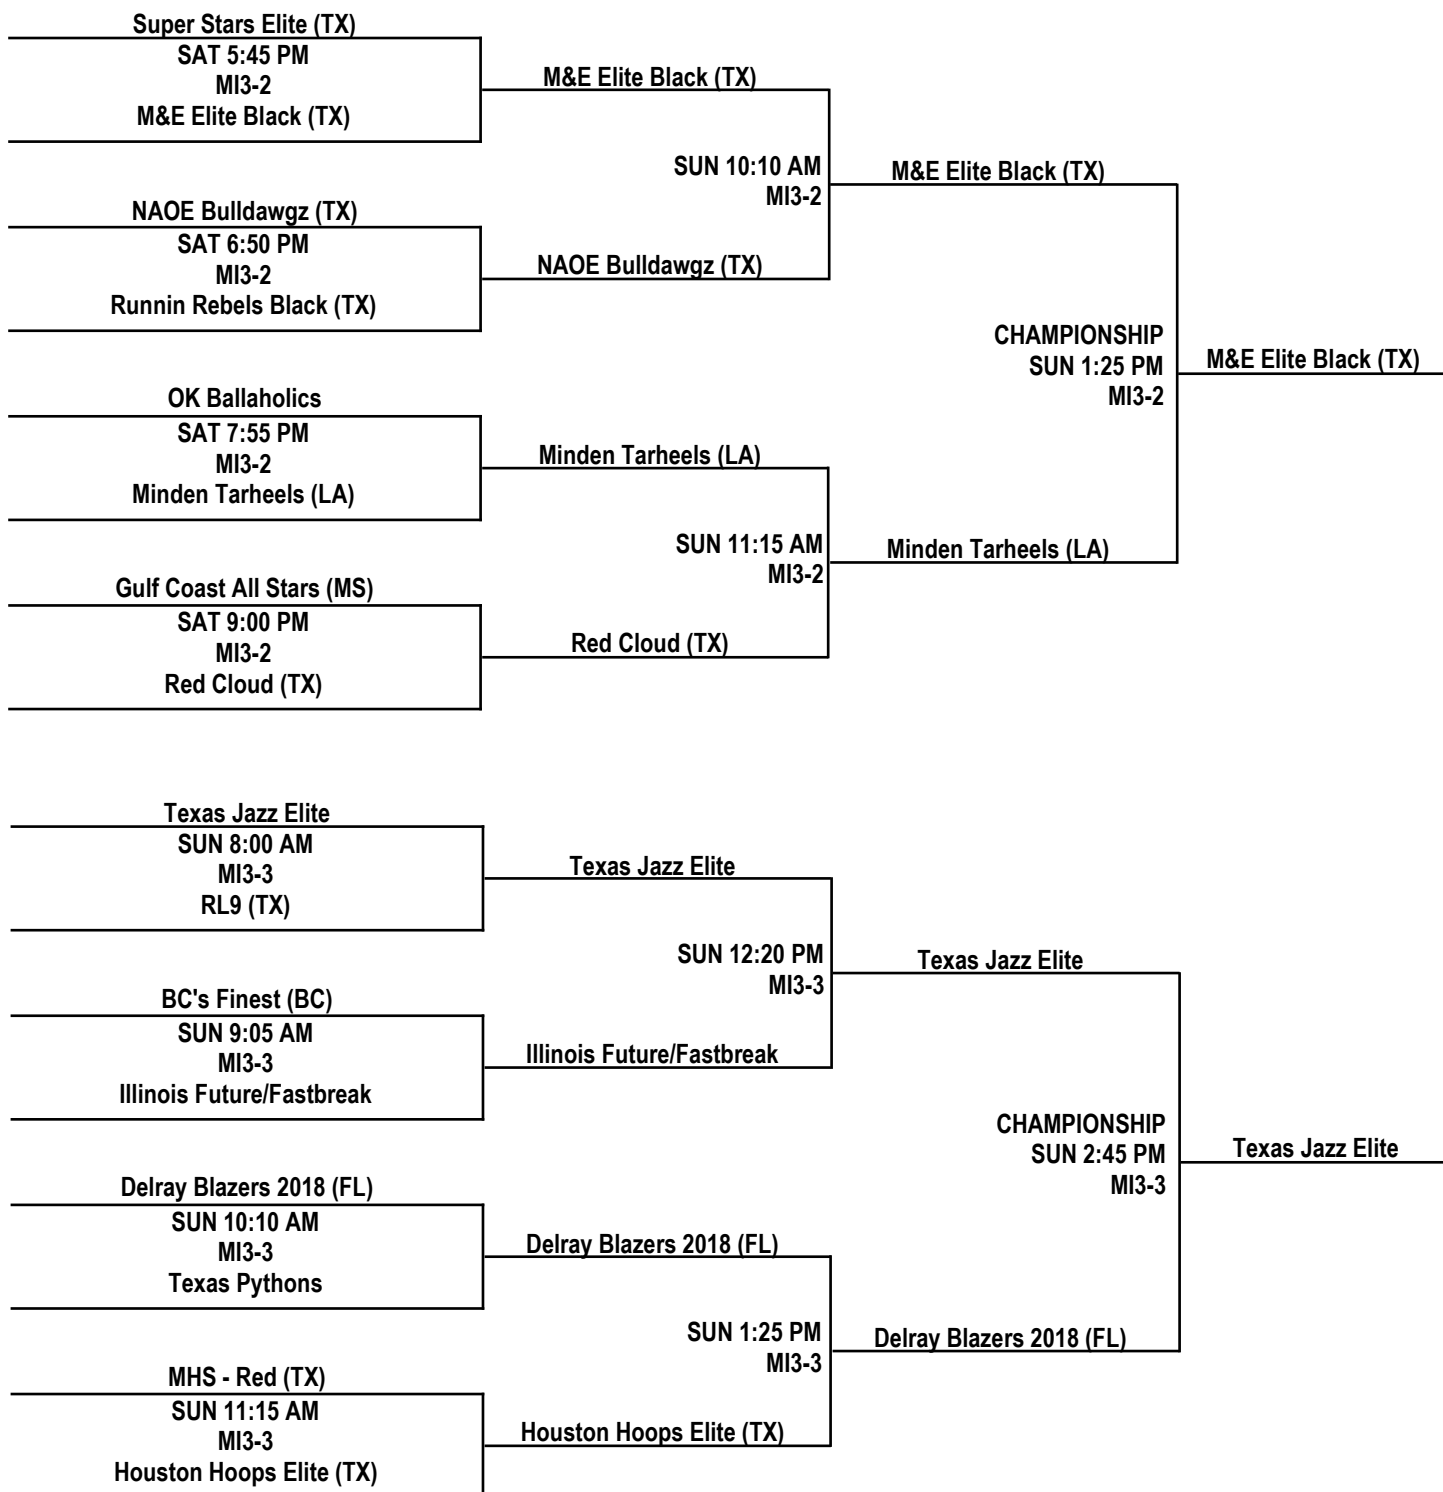 Super Stars Elite (TX)
SAT 5:45 PM
MI3-2
M&E Elite Black (TX)
M&E Elite Black (TX)
SUN 10:10 AM
MI3-2
M&E Elite Black (TX)
NAOE Bulldawgz (TX)
SAT 6:50 PM
MI3-2
Runnin Rebels Black (TX)
NAOE Bulldawgz (TX)
CHAMPIONSHIP
SUN 1:25 PM
MI3-2
M&E Elite Black (TX)
OK Ballaholics
SAT 7:55 PM
MI3-2
Minden Tarheels (LA)
Minden Tarheels (LA)
SUN 11:15 AM
MI3-2
Minden Tarheels (LA)
Gulf Coast All Stars (MS)
SAT 9:00 PM
MI3-2
Red Cloud (TX)
Red Cloud (TX)
Texas Jazz Elite
SUN 8:00 AM
MI3-3
RL9 (TX)
Texas Jazz Elite
SUN 12:20 PM
MI3-3
Texas Jazz Elite
BC's Finest (BC)
SUN 9:05 AM
MI3-3
Illinois Future/Fastbreak
Illinois Future/Fastbreak
CHAMPIONSHIP
SUN 2:45 PM
MI3-3
Texas Jazz Elite
Delray Blazers 2018 (FL)
SUN 10:10 AM
MI3-3
Texas Pythons
Delray Blazers 2018 (FL)
SUN 1:25 PM
MI3-3
Delray Blazers 2018 (FL)
MHS - Red (TX)
SUN 11:15 AM
MI3-3
Houston Hoops Elite (TX)
Houston Hoops Elite (TX)